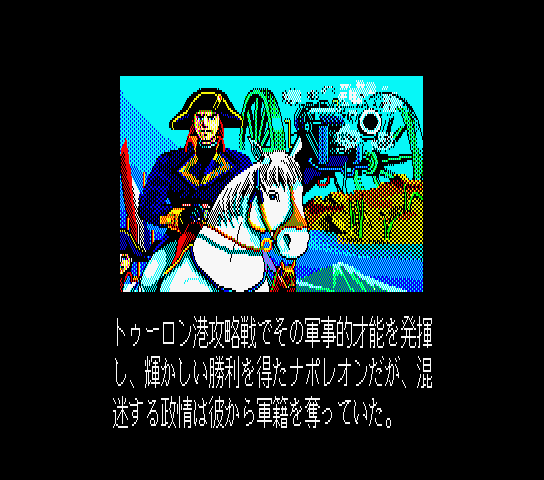 トゥーロン港攻略戦でその軍事的才能を発揮
し、輝かしい勝利を得たナポレオンだが、混
迷する政情は彼から軍籍を奪っていた。